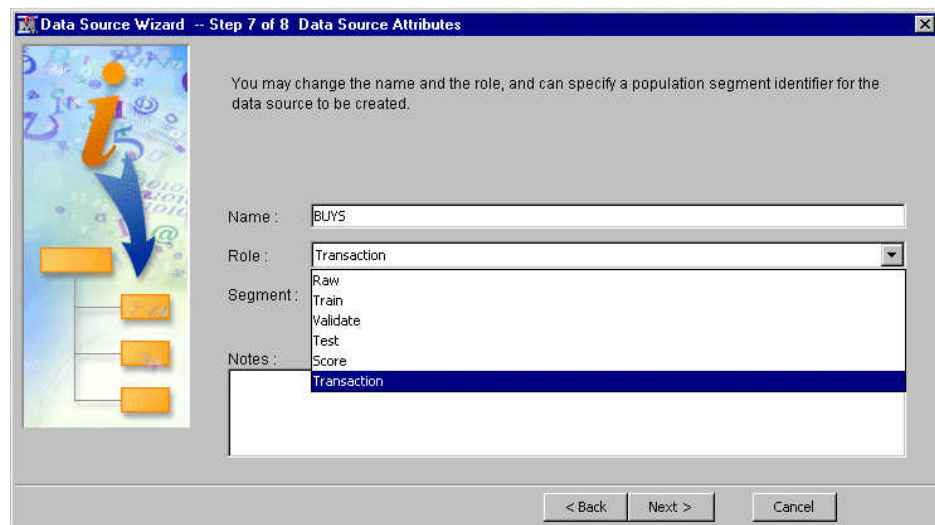 Data Source Wizard -- Step 7 of 8 Data Source Attributes
You may change the name and the role, and can specify a population segment identifier for the
data source to be created.
Name :
BUYS
Role :
Transaction
Raw
Segment :
Train
Validate
Test
Notes :
Score
Transaction
< Back
Next >
Cancel